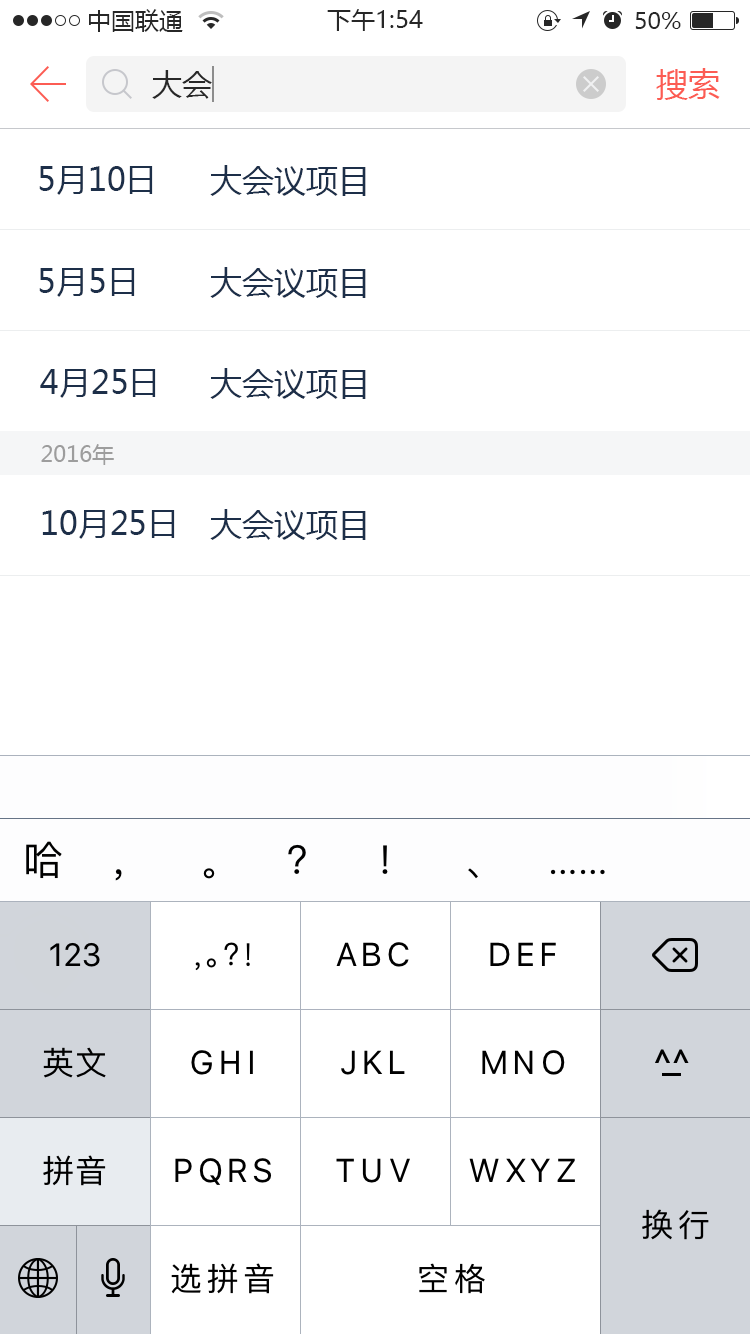 中国联通 下午1:54 50%
大会 搜索
5月10日 大会议项目
5月5日 大会议项目
4月25日 大会议项目
2016年
10月25日 大会议项目
哈 ， 。 ? ! 、 ……
123 ,。?! ABC DEF
英文 GHI JKL MNO ^^
拼音 PQRS TUV WXYZ
换行
选拼音 空格